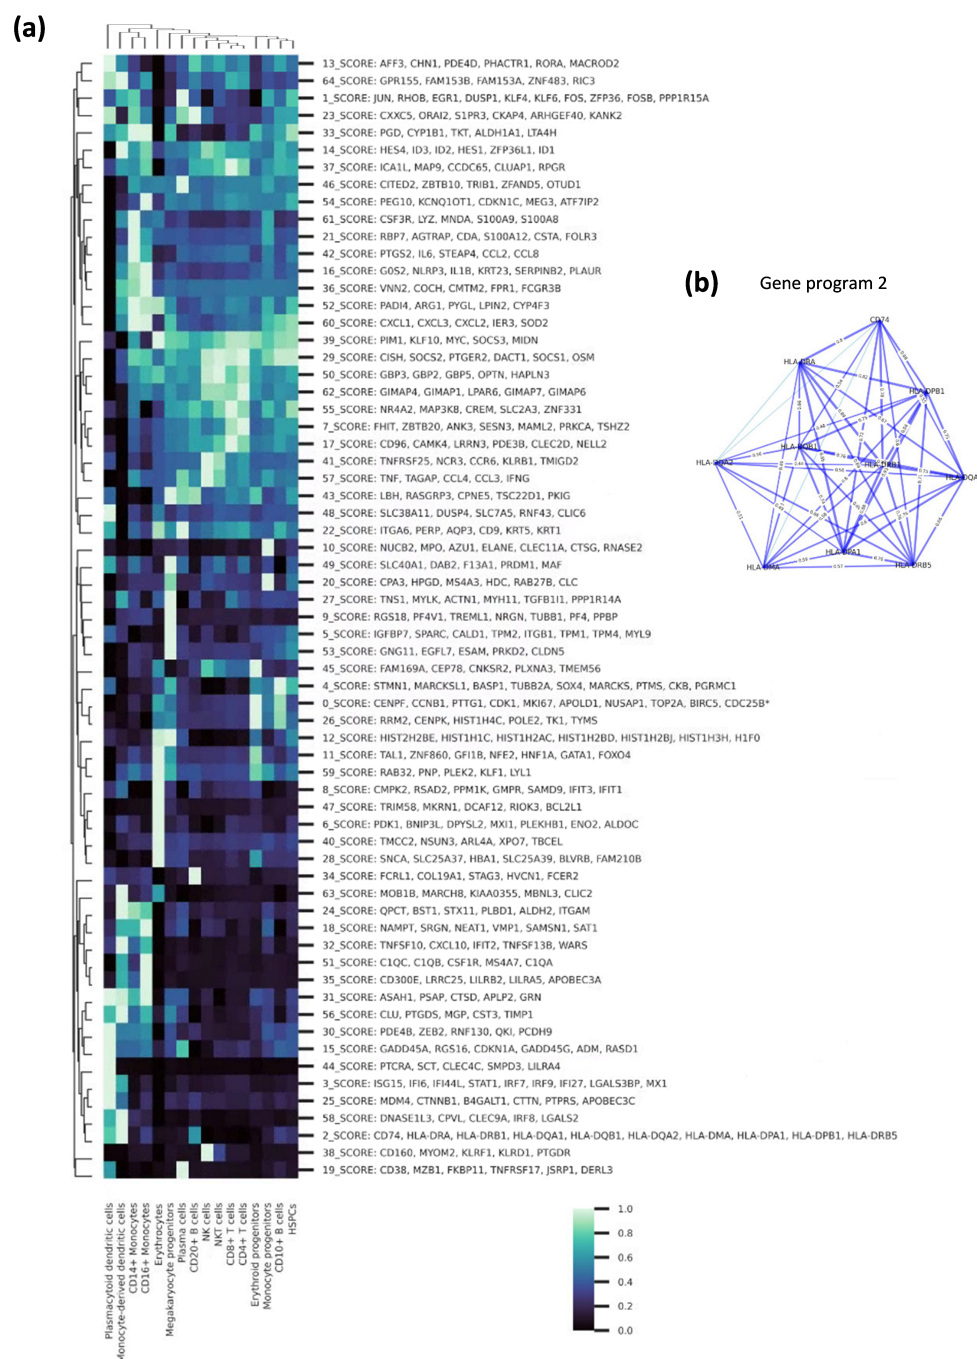 (a)
13_SCORE: AFF3, CHN1, PDE4D, PHACTR1, RORA, MACROD2
64_SCORE: GPR155, FAM153B, FAM153A, ZNF483, RIC3
1_SCORE: JUN, RHOB, EGR1, DUSP1, KLF4, KLF6, FOS, ZFP36, FOSB, PPP1R15A
23_SCORE: CXXC5, ORAI2, S1PR3, CKAP4, ARHGEF40, KANK2
33_SCORE: PGD, CYP1B1, TKT, ALDH1A1, LTA4H
14_SCORE: HES4, ID3, ID2, HES1, ZFP36L1, ID1
37_SCORE: ICA1L, MAP9, CCDC65, CLUAP1, RPGR
46_SCORE: CITED2, ZBTB10, TRIB1, ZFAND5, OTUD1
54_SCORE: PEG10, KCNQ1OT1, CDKN1C, MEG3, ATF7IP2
61_SCORE: CSF3R, LYZ, MNDA, S100A9, S100A8
21_SCORE: RBP7, AGTRAP, CDA, S100A12, CSTA, FOLR3
42_SCORE: PTGS2, IL6, STEAP4, CCL2, CCL8
16_SCORE: G0S2, NLRP3, IL1B, KRT23, SERPINB2, PLAUR
36_SCORE: VNN2, COCH, CMTM2, FPR1, FCGR3B
52_SCORE: PADI4, ARG1, PYGL, LPIN2, CYP4F3
60_SCORE: CXCL1, CXCL3, CXCL2, IER3, SOD2
39_SCORE: PIM1, KLF10, MYC, SOCS3, MIDN
29_SCORE: CISH, SOCS2, PTGER2, DACT1, SOCS1, OSM
50_SCORE: GBP3, GBP2, GBP5, OPTN, HAPLN3
62_SCORE: GIMAP4, GIMAP1, LPAR6, GIMAP7, GIMAP6
55_SCORE: NR4A2, MAP3K8, CREM, SLC2A3, ZNF331
7_SCORE: FHIT, ZBTB20, ANK3, SESN3, MAML2, PRKCA, TSHZ2
17_SCORE: CD96, CAMK4, LRRN3, PDE3B, CLEC2D, NELL2
41_SCORE: TNFRSF25, NCR3, CCR6, KLRB1, TMIGD2
57_SCORE: TNF, TAGAP, CCL4, CCL3, IFNG
43_SCORE: LBH, RASGRP3, CPNE5, TSC22D1, PKIG
48_SCORE: SLC38A11, DUSP4, SLC7A5, RNF43, CLIC6
22_SCORE: ITGA6, PERP, AQP3, CD9, KRT5, KRT1
10_SCORE: NUCB2, MPO, AZU1, ELANE, CLEC11A, CTSG, RNASE2
49_SCORE: SLC40A1, DAB2, F13A1, PRDM1, MAF
20_SCORE: CPA3, HPGD, MS4A3, HDC, RAB27B, CLC
27_SCORE: TNS1, MYLK, ACTN1, MYH11, TGFB1I1, PPP1R14A
9_SCORE: RGS18, PF4V1, TREML1, NRGN, TUBB1, PF4, PPBP
5_SCORE: IGFBP7, SPARC, CALD1, TPM2, ITGB1, TPM1, TPM4, MYL9
53_SCORE: GNG11, EGFL7, ESAM, PRKD2, CLDN5
45_SCORE: FAM169A, CEP78, CNKSR2, PLXNA3, TMEM56
4_SCORE: STMN1, MARCKSL1, BASP1, TUBB2A, SOX4, MARCKS, PTMS, CKB, PGRMC1
0_SCORE: CENPF, CCNB1, PTTG1, CDK1, MKI67, APOLD1, NUSAP1, TOP2A, BIRC5, CDC25B*
26_SCORE: RRM2, CENPK, HIST1H4C, POLE2, TK1, TYMS
12_SCORE: HIST2H2BE, HIST1H1C, HIST1H2AC, HIST1H2BD, HIST1H2BJ, HIST1H3H, H1F0
11_SCORE: TAL1, ZNF860, GFI1B, NFE2, HNF1A, GATA1, FOXO4
59_SCORE: RAB32, PNP, PLEK2, KLF1, LYL1
8_SCORE: CMPK2, RSAD2, PPM1K, GMPR, SAMD9, IFIT3, IFIT1
47_SCORE: TRIM58, MKRN1, DCAF12, RIOK3, BCL2L1
6_SCORE: PDK1, BNIP3L, DPYSL2, MXI1, PLEKHB1, ENO2, ALDOC
40_SCORE: TMCC2, NSUN3, ARL4A, XPO7, TBCEL
28_SCORE: SNCA, SLC25A37, HBA1, SLC25A39, BLVRB, FAM210B
34_SCORE: FCRL1, COL19A1, STAG3, HVCN1, FCER2
63_SCORE: MOB1B, MARCH8, KIAA0355, MBNL3, CLIC2
24_SCORE: QPCT, BST1, STX11, PLBD1, ALDH2, ITGAM
18_SCORE: NAMPT, SRGN, NEAT1, VMP1, SAMSN1, SAT1
32_SCORE: TNFSF10, CXCL10, IFIT2, TNFSF13B, WARS
51_SCORE: C1QC, C1QB, CSF1R, MS4A7, C1QA
35_SCORE: CD300E, LRRC25, LILRB2, LILRA5, APOBEC3A
31_SCORE: ASAH1, PSAP, CTSD, APLP2, GRN
56_SCORE: CLU, PTGDS, MGP, CST3, TIMP1
30_SCORE: PDE4B, ZEB2, RNF130, QKI, PCDH9
15_SCORE: GADD45A, RGS16, CDKN1A, GADD45G, ADM, RASD1
44_SCORE: PTCRA, SCT, CLEC4C, SMPD3, LILRA4
3_SCORE: ISG15, IFI6, IFI44L, STAT1, IRF7, IRF9, IFI27, LGALS3BP, MX1
25_SCORE: MDM4, CTNNB1, B4GALT1, CTTN, PTPRS, APOBEC3C
58_SCORE: DNASE1L3, CPVL, CLEC9A, IRF8, LGALS2
2_SCORE: CD74, HLA-DRA, HLA-DRB1, HLA-DQA1, HLA-DQB1, HLA-DQA2, HLA-DMA, HLA-DPA1, HLA-DPB1, HLA-DRB5
38_SCORE: CD160, MYOM2, KLRF1, KLRD1, PTGDR
19_SCORE: CD38, MZB1, FKBP11, TNFRSF17, JSRP1, DERL3
Plasmacytoid dendritic cells
Monocyte-derived dendritic cells
CD14+ Monocytes
CD16+ Monocytes
Erythrocytes
Megakaryocyte progenitors
Plasma cells
CD20+ B cells
NK cells
NKT cells
CD8+ T cells
CD4+ T cells
Erythroid progenitors
Monocyte progenitors
CD10+ B cells
HSPCs
1.0
0.8
0.6
0.4
0.2
0.0
(b)
Gene program 2
CD74
HLA-DRA
HLA-DPB1
HLA-DQB1
HLA-DQA2
HLA-DRB1
HLA-DQA
HLA-DPA1
HLA-DMA
HLA-DRB5